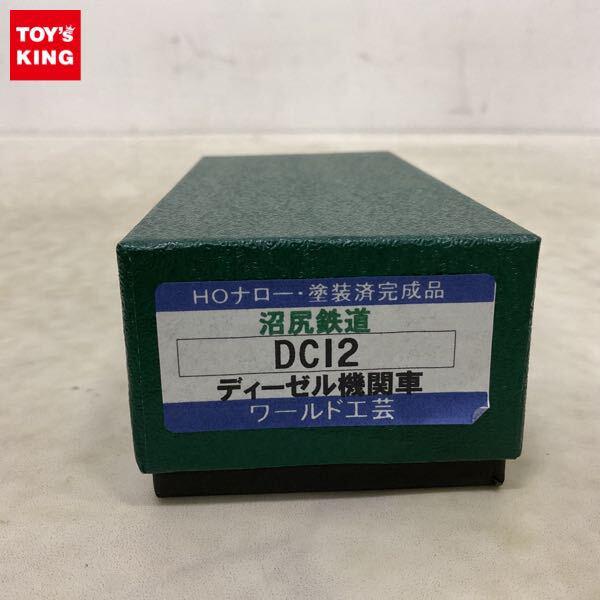 TOY's
KING
HOナロー・塗装済完成品
沼尻鉄道
DC12
ディーゼル機関車
ワールド工芸